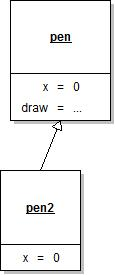 pen
x = 0
draw = ...
pen2
x = 0